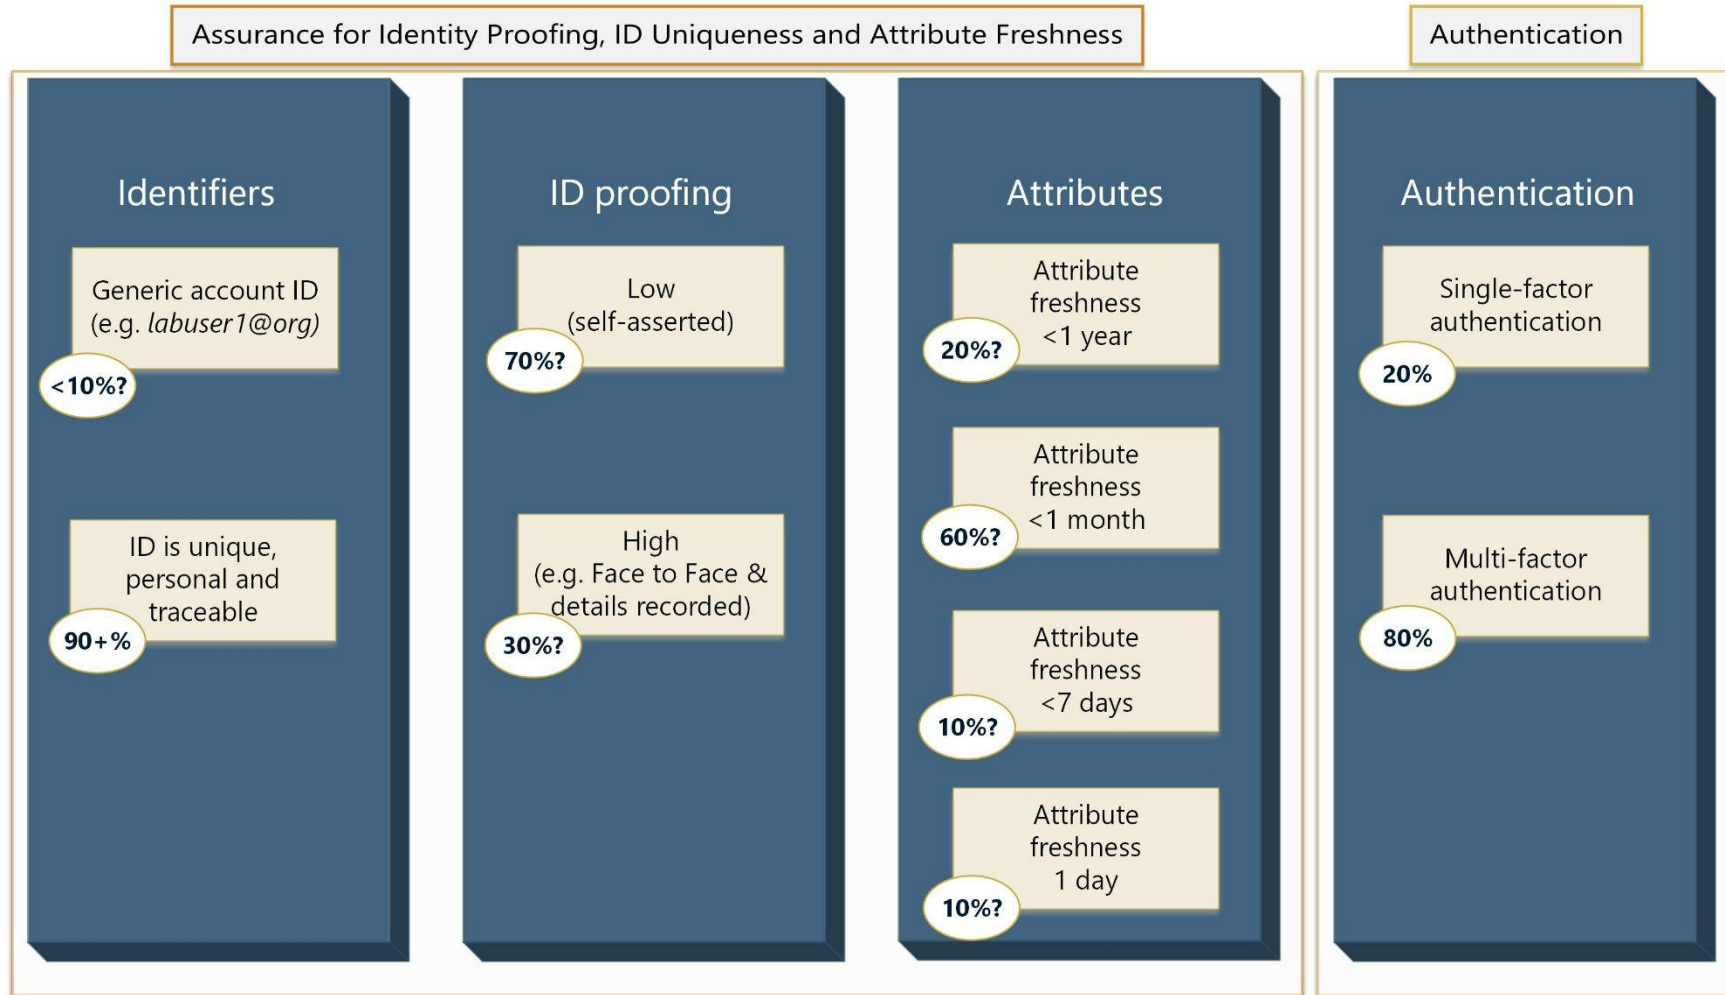 Assurance for Identity Proofing, ID Uniqueness and Attribute Freshness
Authentication
Identifiers
Generic account ID
(e.g. labuser1@org)
<10%?
ID is unique,
personal and
traceable
90+%
ID proofing
Low
(self-asserted)
70%?
High
(e.g. Face to Face &
details recorded)
30%?
Attributes
Attribute
freshness
<1 year
20%?
Attribute
freshness
<1 month
60%?
Attribute
freshness
<7 days
10%?
Attribute
freshness
1 day
10%?
Authentication
Single-factor
authentication
20%
Multi-factor
authentication
80%